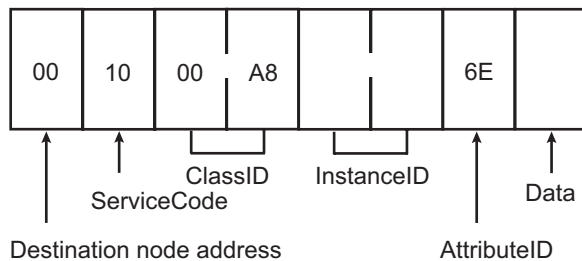 00 10 00 A8 6E
ClassID InstanceID
ServiceCode Data
Destination node address AttributeID